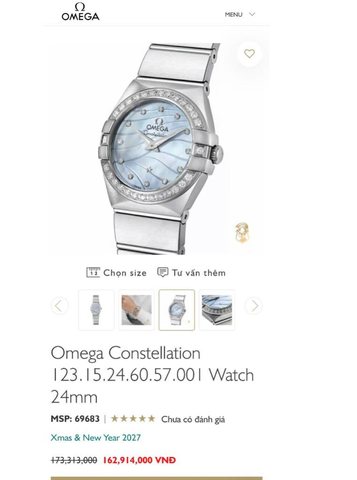 Ω
OMEGA
MENU
OMEGA
Constellation
12 Chọn size
Tư vấn thêm
Omega Constellation
123.15.24.60.57.001 Watch
24mm
MSP: 69683 | ★★★★★ Chưa có đánh giá
Xmas & New Year 2027
173,313,000 162,914,000 VNĐ